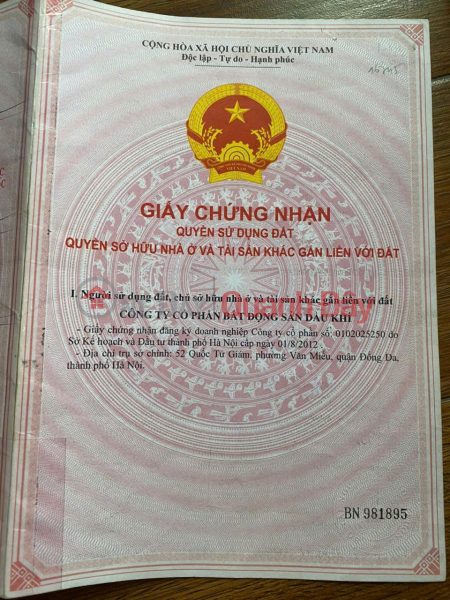 CỘNG HÒA XÃ HỘI CHỦ NGHĨA VIỆT NAM
Độc lập - Tự do - Hạnh phúc
GIẤY CHỨNG NHẬN
QUYỀN SỬ DỤNG ĐẤT
QUYỀN SỞ HỮU NHÀ Ở VÀ TÀI SẢN KHÁC GẮN LIỀN VỚI ĐẤT
I. Người sử dụng đất, chủ sở hữu nhà ở và tài sản khác gắn liền với đất
CÔNG TY CỔ PHẦN BẤT ĐỘNG SẢN DẦU KHÍ
- Giấy chứng nhận đăng ký doanh nghiệp Công ty cổ phần số: 0102025250 do
Sở Kế hoạch và Đầu tư thành phố Hà Nội cấp ngày 01/8/2012
- Địa chỉ trụ sở chính: 52 Quốc Tử Giám, phường Văn Miếu, quận Đống Đa,
thành phố Hà Nội.
BN 981895